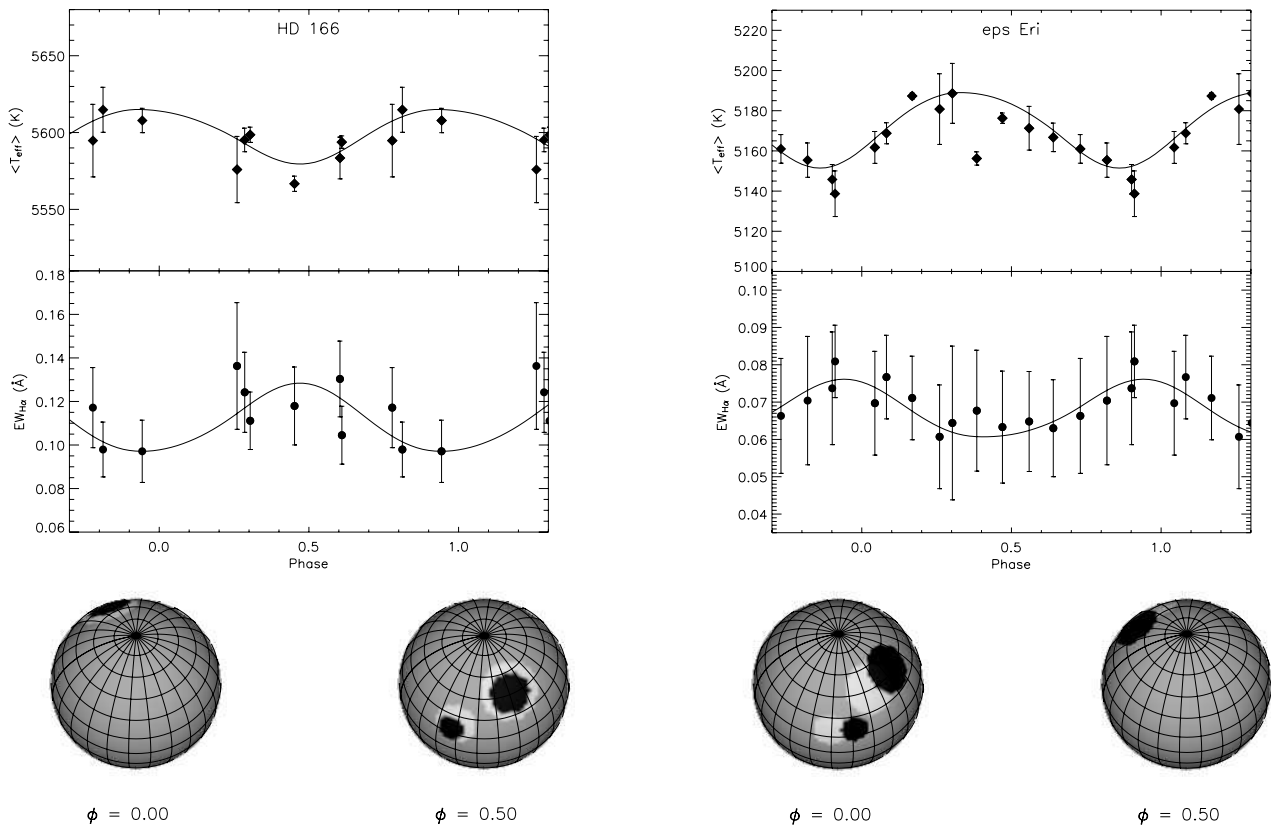 HD 166
5650
5600
5550
<T_eff> (K)
0.18
0.16
0.14
0.12
0.10
0.08
0.06
EW_Hα (Å)
0.0 0.5 1.0
Phase
eps Eri
5220
5200
5180
5160
5140
5120
5100
<T_eff> (K)
0.10
0.09
0.08
0.07
0.06
0.05
0.04
EW_Hα (Å)
0.0 0.5 1.0
Phase
ϕ = 0.00
ϕ = 0.50
ϕ = 0.00
ϕ = 0.50